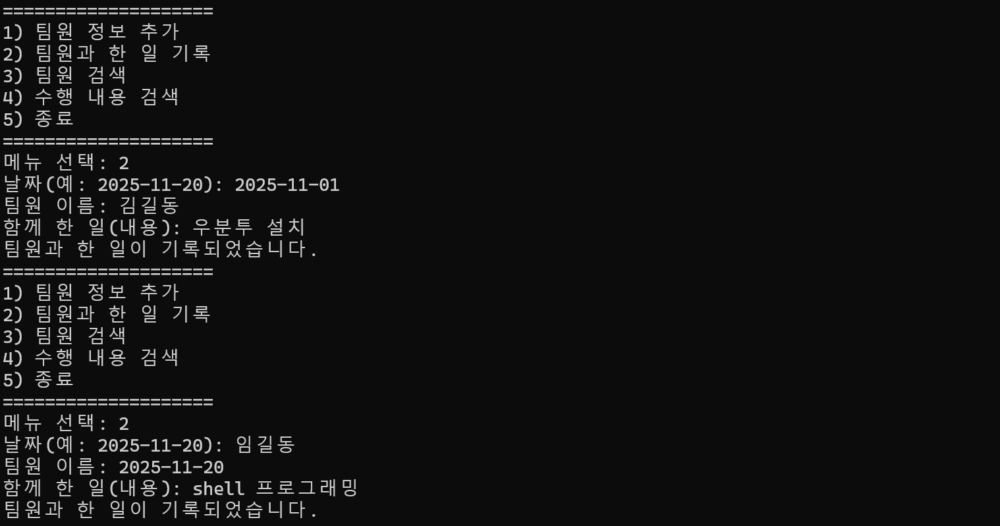 ====================
1) 팀원 정보 추가
2) 팀원과 한 일 기록
3) 팀원 검색
4) 수행 내용 검색
5) 종료
====================
메뉴 선택: 2
날짜(예: 2025-11-20): 2025-11-01
팀원 이름: 김길동
함께 한 일(내용): 우분투 설치
팀원과 한 일이 기록되었습니다.
====================
1) 팀원 정보 추가
2) 팀원과 한 일 기록
3) 팀원 검색
4) 수행 내용 검색
5) 종료
====================
메뉴 선택: 2
날짜(예: 2025-11-20): 임길동
팀원 이름: 2025-11-20
함께 한 일(내용): shell 프로그래밍
팀원과 한 일이 기록되었습니다.